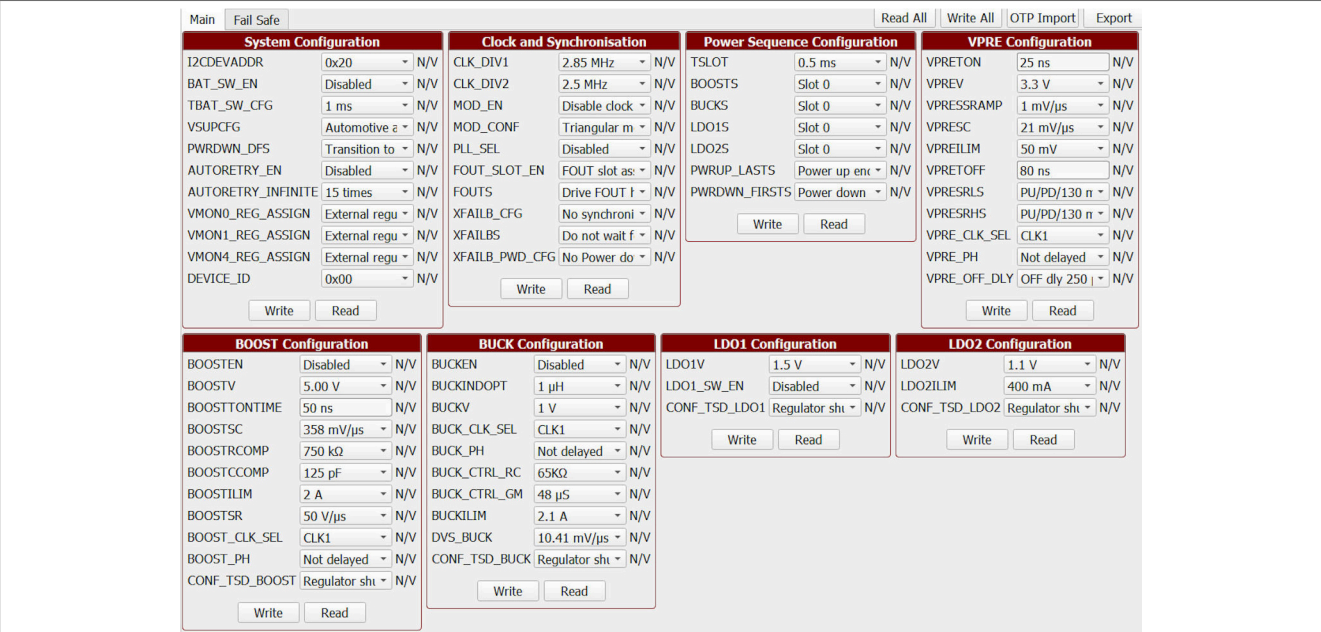 Main Fail Safe Read All Write All OTP Import Export
System Configuration
I2CDEVADDR 0x20 N/V
BAT_SW_EN Disabled N/V
TBAT_SW_CFG 1 ms N/V
VSUPCFG Automotive a N/V
PWRDWN_DFS Transition to N/V
AUTORETRY_EN Disabled N/V
AUTORETRY_INFINITE 15 times N/V
VMON0_REG_ASSIGN External regu N/V
VMON1_REG_ASSIGN External regu N/V
VMON4_REG_ASSIGN External regu N/V
DEVICE_ID 0x00 N/V
Write Read
Clock and Synchronisation
CLK_DIV1 2.85 MHz N/V
CLK_DIV2 2.5 MHz N/V
MOD_EN Disable clock N/V
MOD_CONF Triangular m N/V
PLL_SEL Disabled N/V
FOUT_SLOT_EN FOUT slot as N/V
FOUTS Drive FOUT N/V
XFAILB_CFG No synchroni N/V
XFAILBS Do not wait f N/V
XFAILB_PWD_CFG No Power do N/V
Write Read
Power Sequence Configuration
TSLOT 0.5 ms N/V
BOOSTS Slot 0 N/V
BUCKS Slot 0 N/V
LDO1S Slot 0 N/V
LDO2S Slot 0 N/V
PWRUP_LASTS Power up enc N/V
PWRDWN_FIRSTS Power down N/V
Write Read
VPRE Configuration
VPRETON 25 ns N/V
VPREV 3.3 V N/V
VPRESSRAMP 1 mV/µs N/V
VPRESC 21 mV/µs N/V
VPREILIM 50 mV N/V
VPRETOFF 80 ns N/V
VPRESRLS PU/PD/130 m N/V
VPRESRHS PU/PD/130 m N/V
VPRE_CLK_SEL CLK1 N/V
VPRE_PH Not delayed N/V
VPRE_OFF_DLY OFF dly 250 N/V
Write Read
BOOST Configuration
BOOSTEN Disabled N/V
BOOSTV 5.00 V N/V
BOOSTTONTIME 50 ns N/V
BOOSTSC 358 mV/µs N/V
BOOSTRCOMP 750 kΩ N/V
BOOSTCCOMP 125 pF N/V
BOOSTILIM 2 A N/V
BOOSTSR 50 V/µs N/V
BOOST_CLK_SEL CLK1 N/V
BOOST_PH Not delayed N/V
CONF_TSD_BOOST Regulator shu N/V
Write Read
BUCK Configuration
BUCKEN Disabled N/V
BUCKINDOPT 1 µH N/V
BUCKV 1 V N/V
BUCK_CLK_SEL CLK1 N/V
BUCK_PH Not delayed N/V
BUCK_CTRL_RC 65KΩ N/V
BUCK_CTRL_GM 48 µS N/V
BUCKILIM 2.1 A N/V
DVS_BUCK 10.41 mV/µs N/V
CONF_TSD_BUCK Regulator shu N/V
Write Read
LDO1 Configuration
LDO1V 1.5 V N/V
LDO1_SW_EN Disabled N/V
CONF_TSD_LDO1 Regulator shu N/V
Write Read
LDO2 Configuration
LDO2V 1.1 V N/V
LDO2ILIM 400 mA N/V
CONF_TSD_LDO2 Regulator shu N/V
Write Read